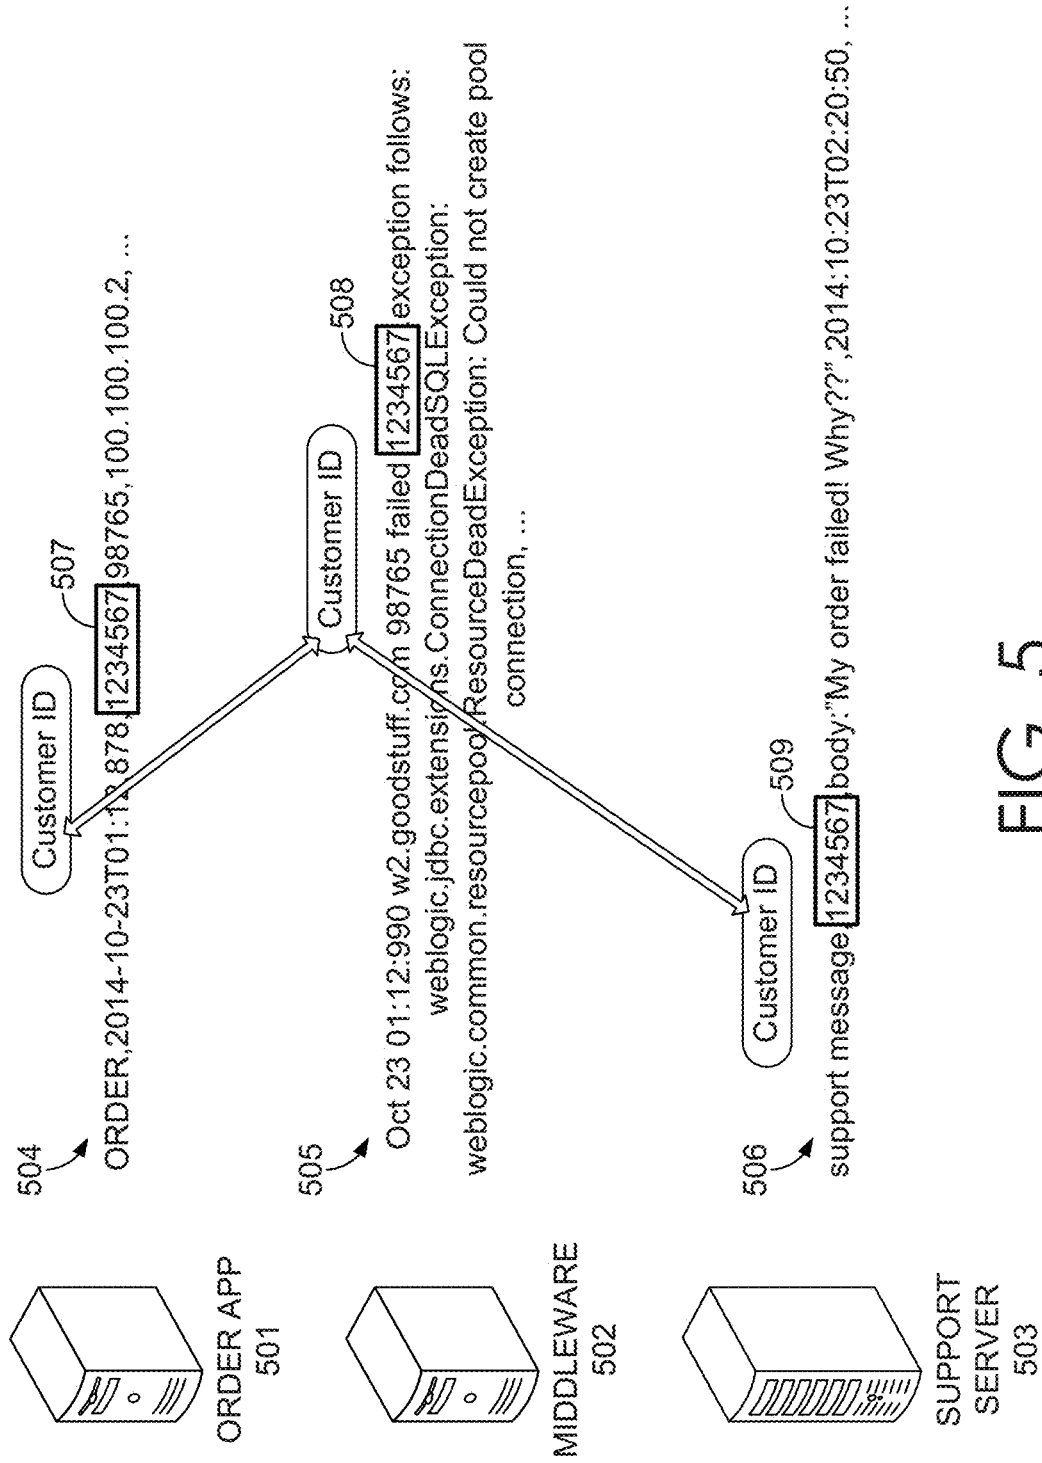 ORDER APP
501
504
Customer ID
507
ORDER,2014-10-23T01:12:878,1234567,98765,100.100.100.2, ...
MIDDLEWARE
502
505
Customer ID
508
Oct 23 01:12:990 w2.goodstuff.com 98765 failed 1234567 exception follows:
weblogic.jdbc.extensions.ConnectionDeadSQLException:
weblogic.common.resourcepool.ResourceDeadException: Could not create pool
connection, ...
SUPPORT
SERVER
503
506
Customer ID
509
support message,1234567,body:"My order failed! Why??",2014:10:23T02:20:50, ...
FIG. 5